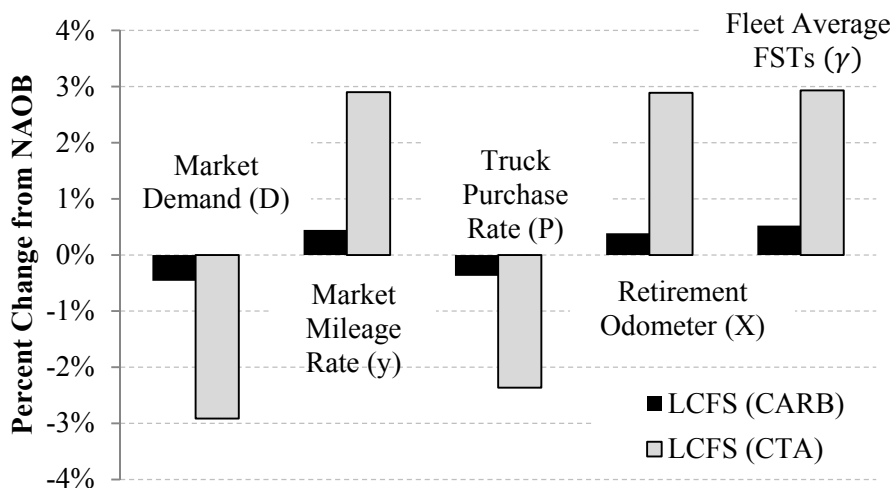 Percent Change from NAOB
4%
3%
2%
1%
0%
-1%
-2%
-3%
-4%
Market
Demand (D)
Market
Mileage
Rate (y)
Truck
Purchase
Rate (P)
Retirement
Odometer (X)
Fleet Average
FSTs (γ)
LCFS (CARB)
LCFS (CTA)